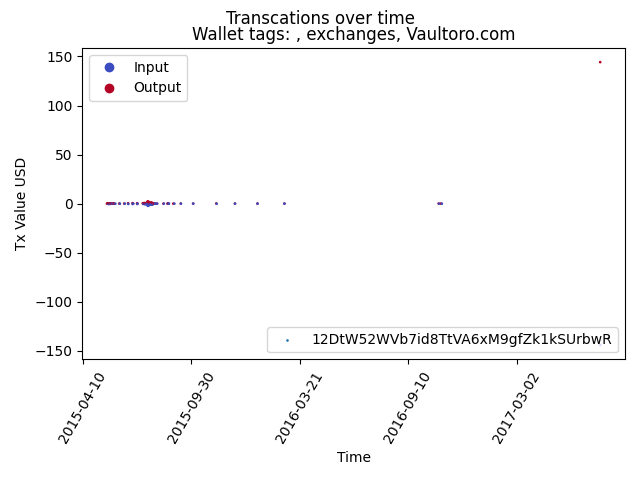 Transcations over time
Wallet tags: , exchanges, Vaultoro.com
Input
Output
Tx Value USD
150
100
50
0
−50
−100
−150
12DtW52WVb7id8TtVA6xM9gfZk1kSUrbwR
2015-04-10
2015-09-30
2016-03-21
2016-09-10
2017-03-02
Time